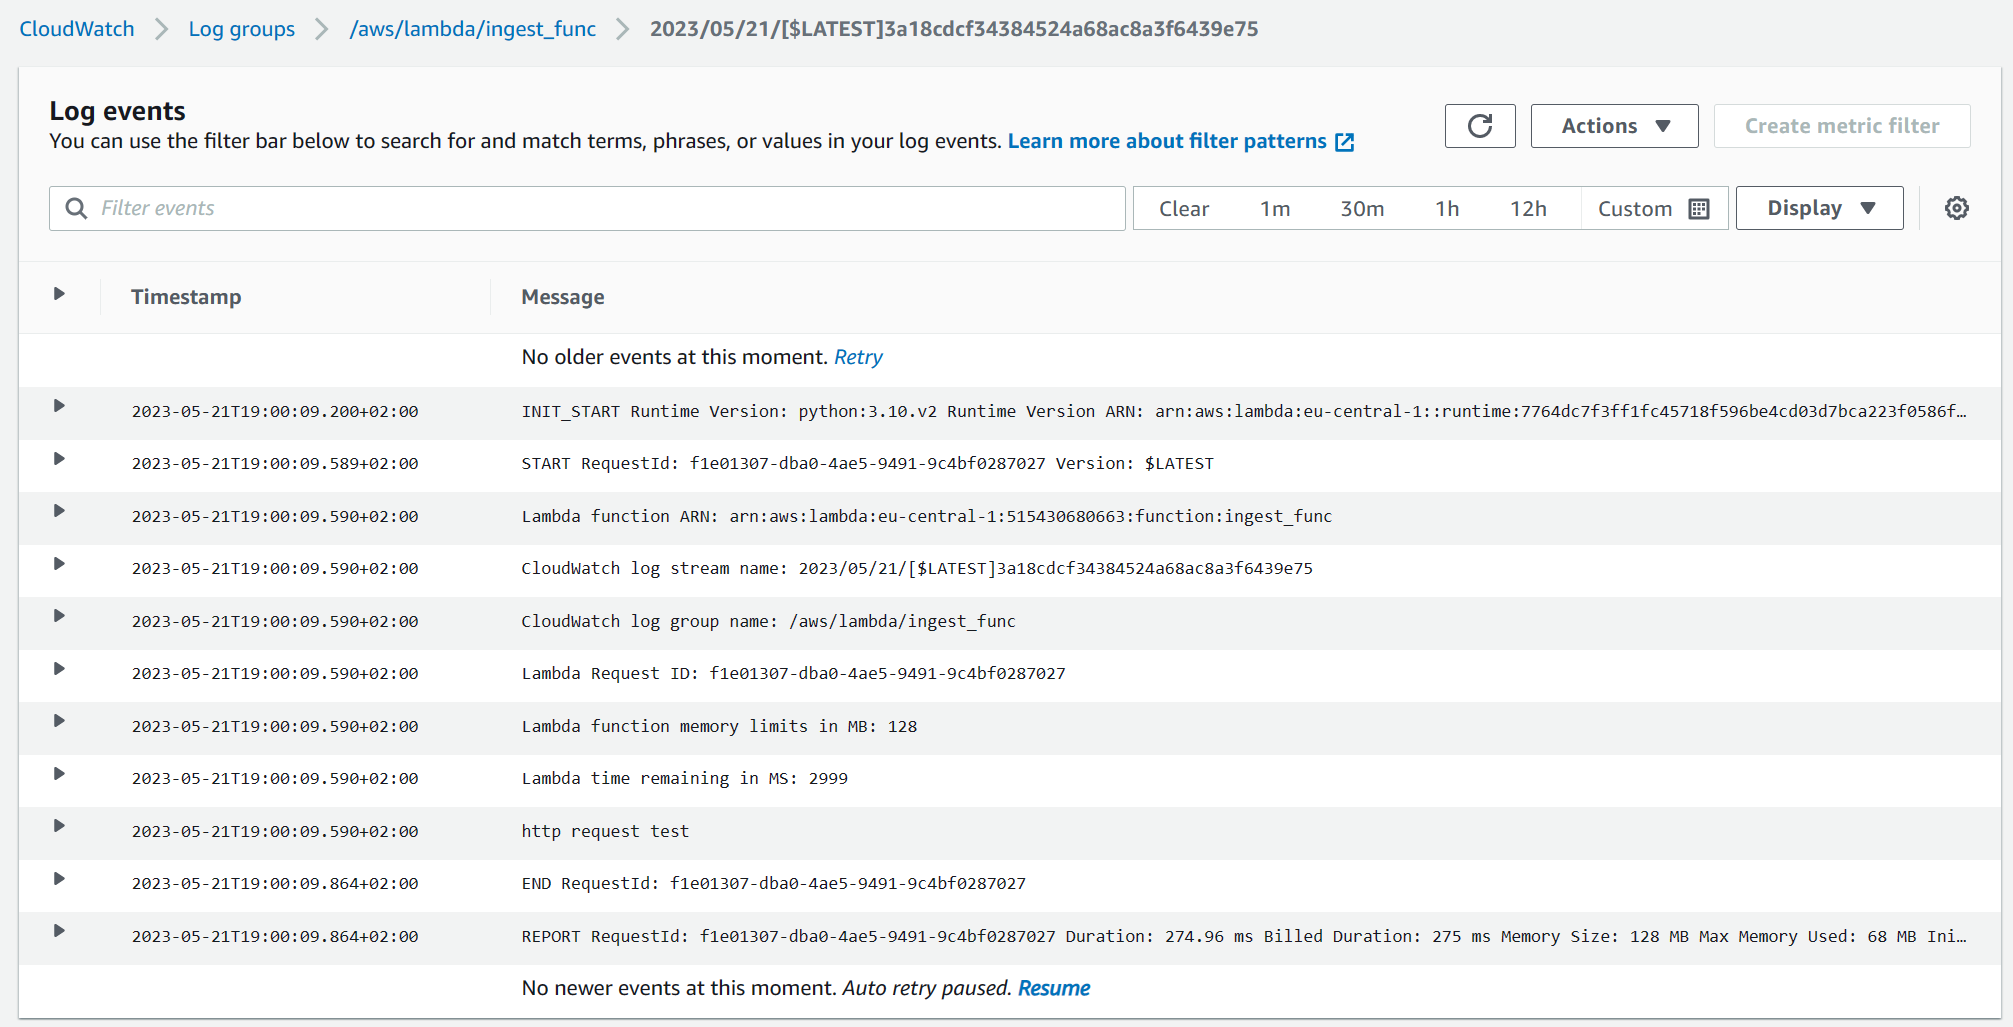 CloudWatch > Log groups > /aws/lambda/ingest_func > 2023/05/21/[$LATEST]3a18cdcf34384524a68ac8a3f6439e75
Log events
You can use the filter bar below to search for and match terms, phrases, or values in your log events. Learn more about filter patterns
Actions
Create metric filter
Filter events
Clear 1m 30m 1h 12h Custom Display
Timestamp Message
No older events at this moment. Retry
2023-05-21T19:00:09.200+02:00 INIT_START Runtime Version: python:3.10.v2 Runtime Version ARN: arn:aws:lambda:eu-central-1::runtime:7764dc7f3ff1fc45718f596be4cd03d7bca223f0586f…
2023-05-21T19:00:09.589+02:00 START RequestId: f1e01307-dba0-4ae5-9491-9c4bf0287027 Version: $LATEST
2023-05-21T19:00:09.590+02:00 Lambda function ARN: arn:aws:lambda:eu-central-1:515430680663:function:ingest_func
2023-05-21T19:00:09.590+02:00 CloudWatch log stream name: 2023/05/21/[$LATEST]3a18cdcf34384524a68ac8a3f6439e75
2023-05-21T19:00:09.590+02:00 CloudWatch log group name: /aws/lambda/ingest_func
2023-05-21T19:00:09.590+02:00 Lambda Request ID: f1e01307-dba0-4ae5-9491-9c4bf0287027
2023-05-21T19:00:09.590+02:00 Lambda function memory limits in MB: 128
2023-05-21T19:00:09.590+02:00 Lambda time remaining in MS: 2999
2023-05-21T19:00:09.590+02:00 http request test
2023-05-21T19:00:09.864+02:00 END RequestId: f1e01307-dba0-4ae5-9491-9c4bf0287027
2023-05-21T19:00:09.864+02:00 REPORT RequestId: f1e01307-dba0-4ae5-9491-9c4bf0287027 Duration: 274.96 ms Billed Duration: 275 ms Memory Size: 128 MB Max Memory Used: 68 MB Ini…
No newer events at this moment. Auto retry paused. Resume